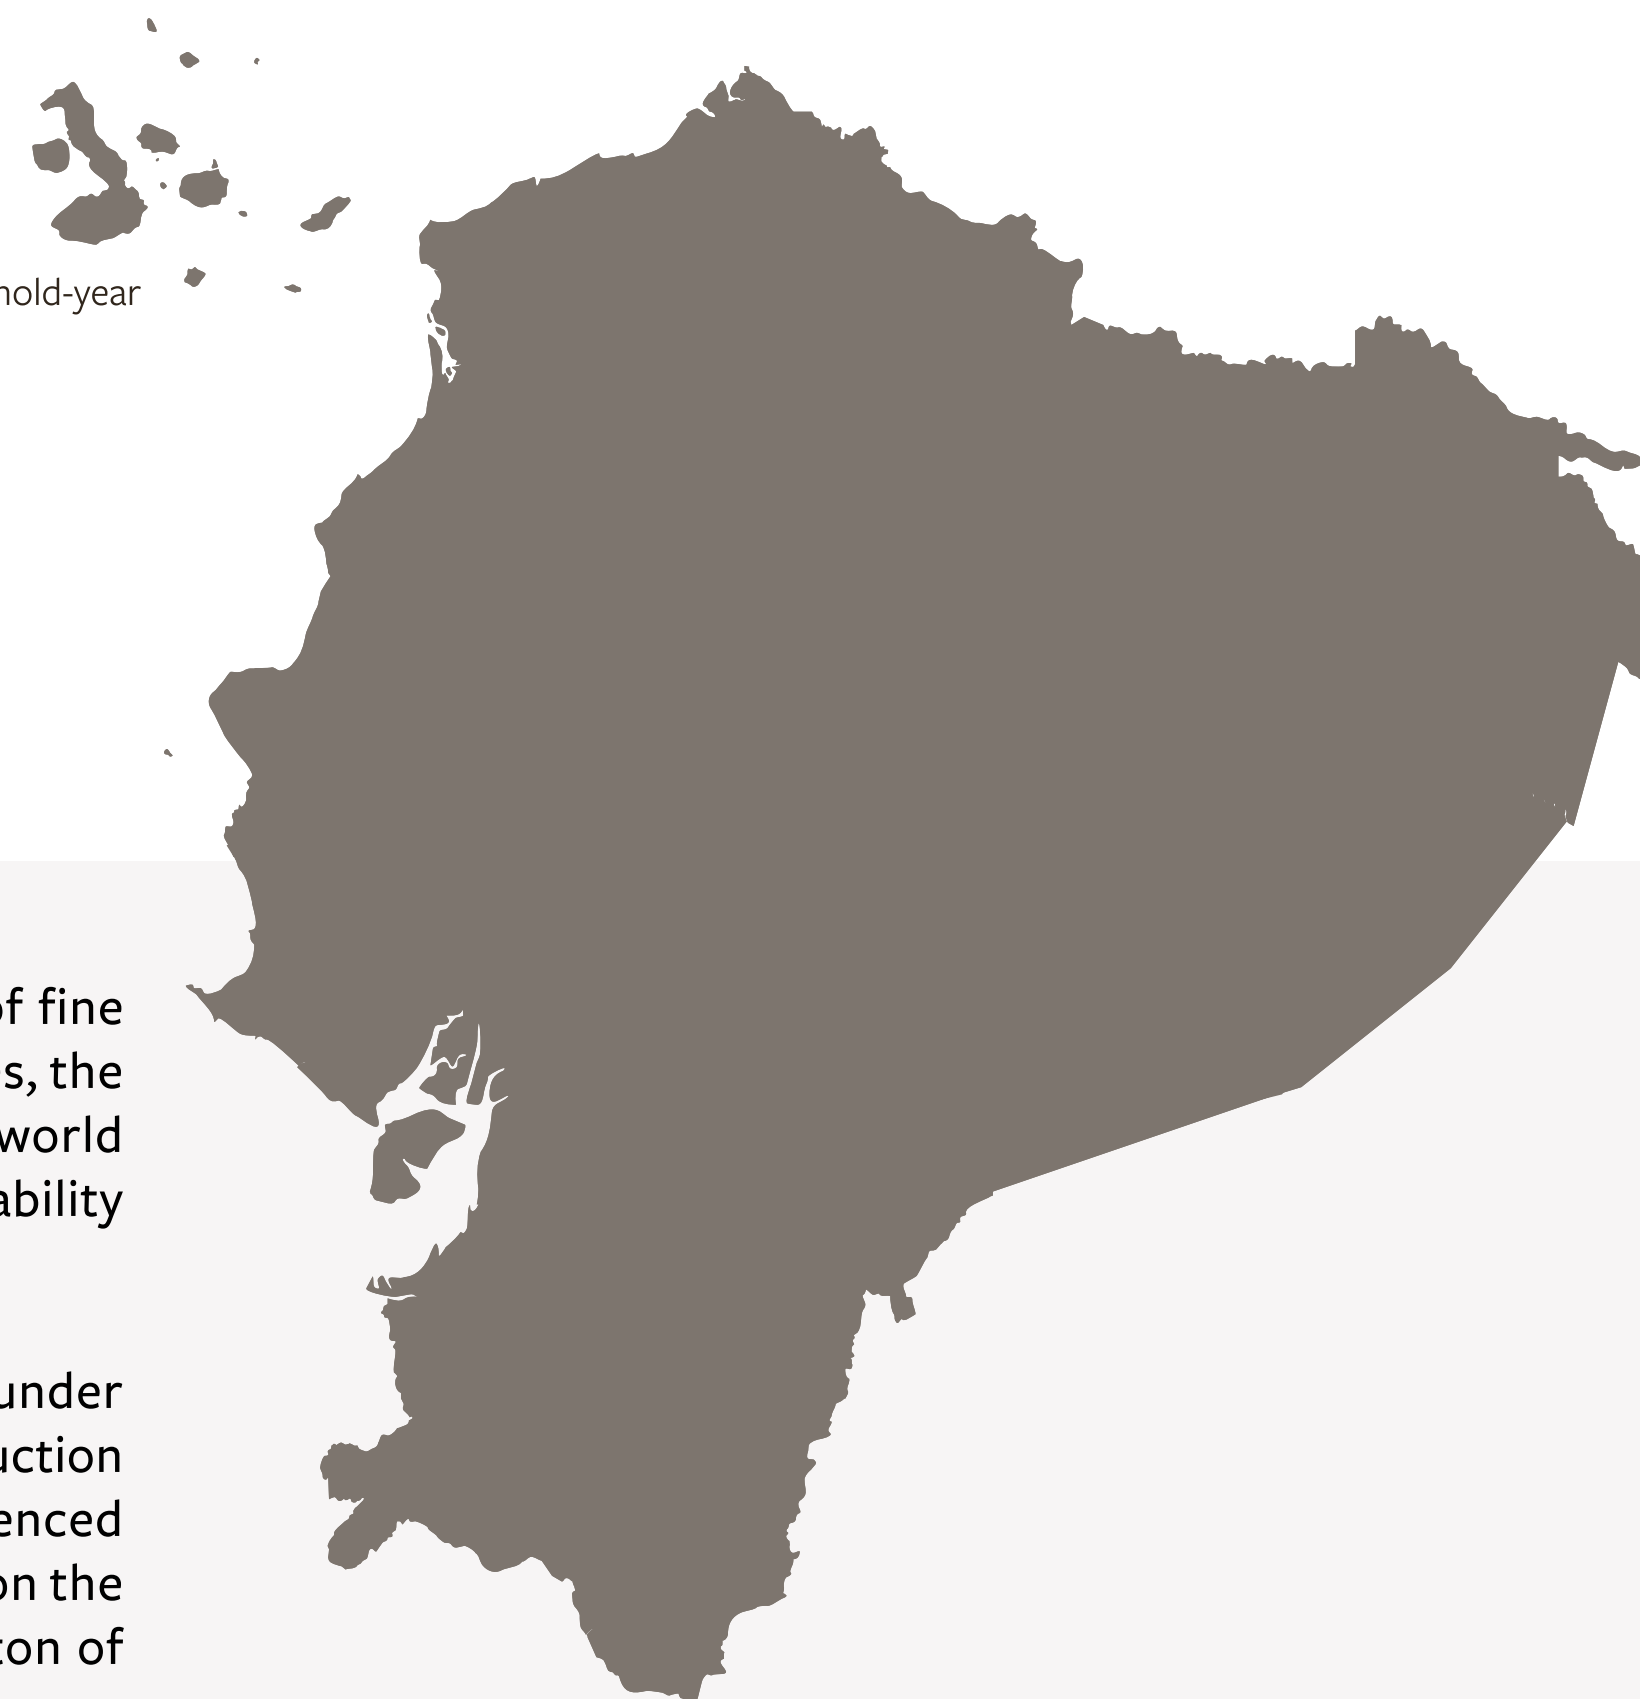 hold-year
of fine
s, the
world
ability
under
uction
enced
on the
ton of